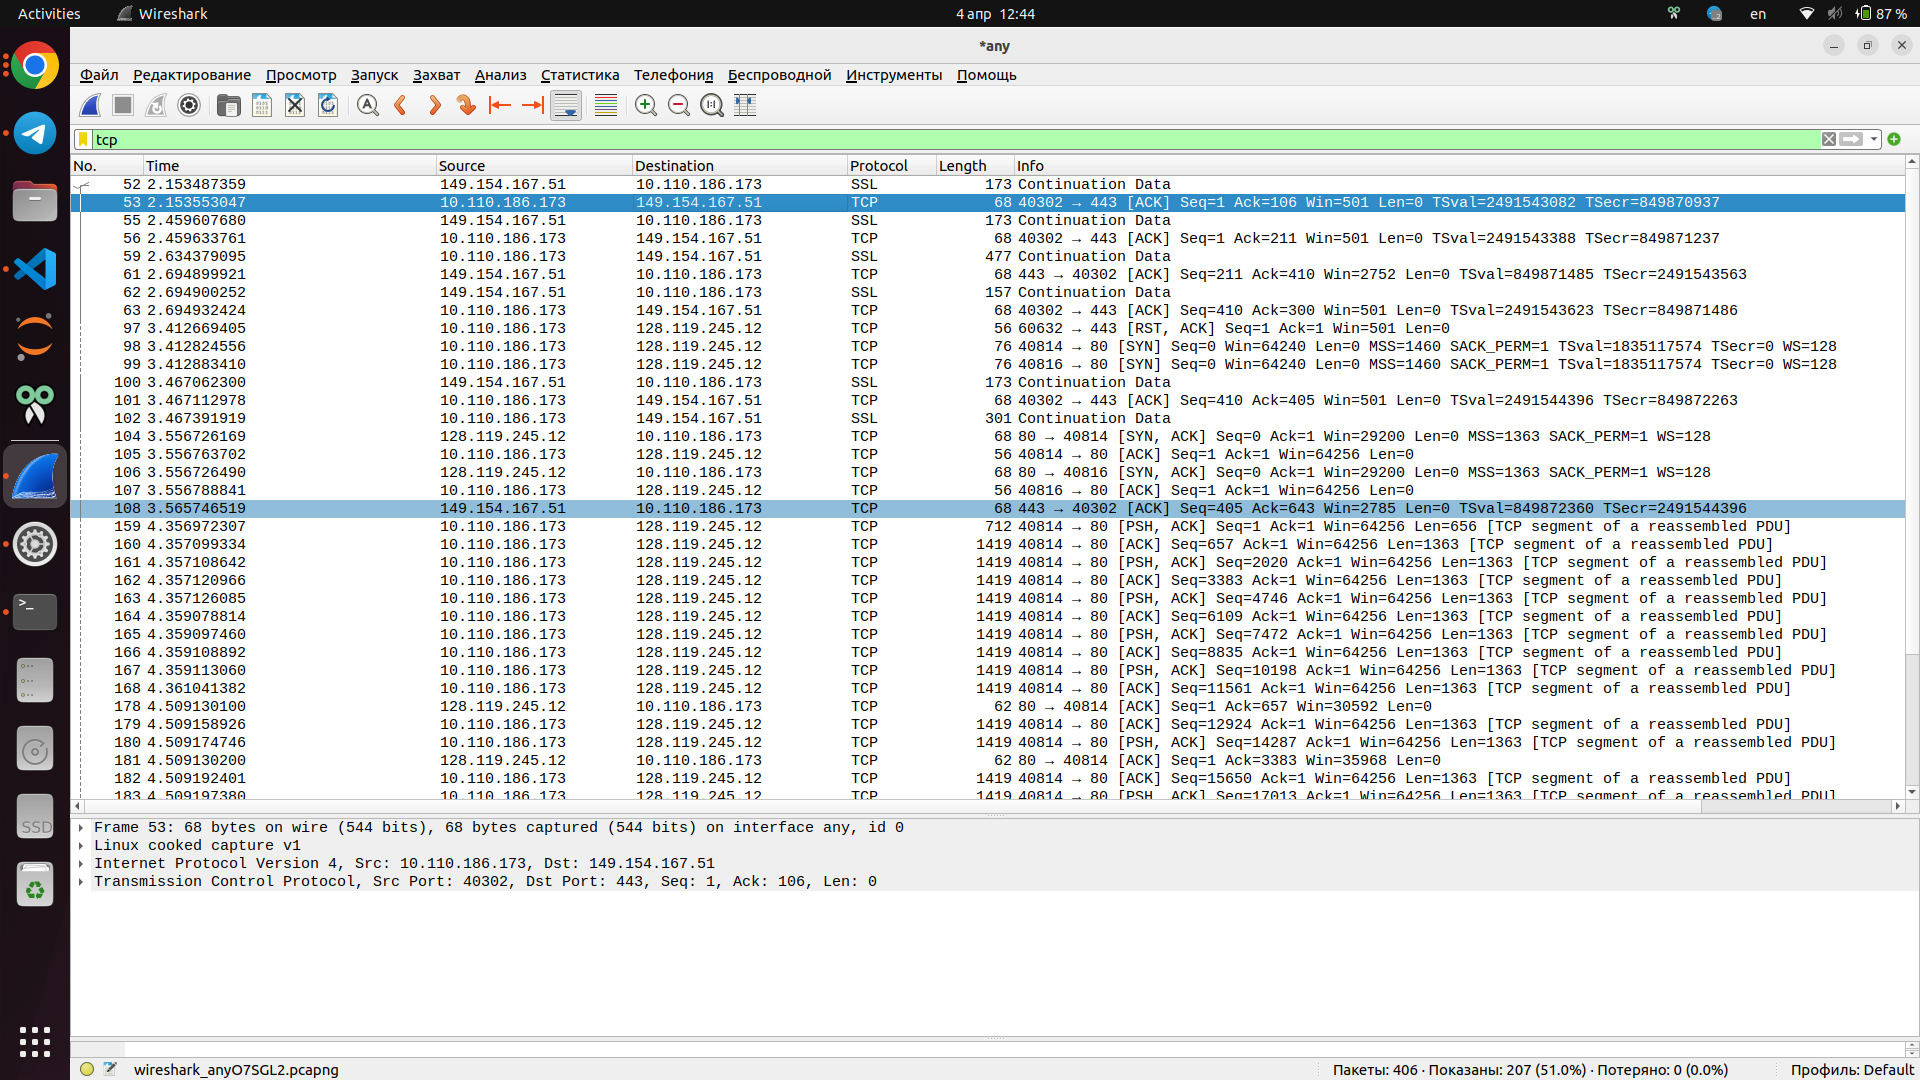 Activities Wireshark 4 апр 12:44 en 87 %
*any
Файл Редактирование Просмотр Запуск Захват Анализ Статистика Телефония Беспроводной Инструменты Помощь
tcp
No. Time Source Destination Protocol Length Info
52 2.153487359 149.154.167.51 10.110.186.173 SSL 173 Continuation Data
53 2.153553047 10.110.186.173 149.154.167.51 TCP 68 40302 → 443 [ACK] Seq=1 Ack=106 Win=501 Len=0 TSval=2491543082 TSecr=849870937
55 2.459607680 149.154.167.51 10.110.186.173 SSL 173 Continuation Data
56 2.459633761 10.110.186.173 149.154.167.51 TCP 68 40302 → 443 [ACK] Seq=1 Ack=211 Win=501 Len=0 TSval=2491543388 TSecr=849871237
59 2.634379095 10.110.186.173 149.154.167.51 SSL 477 Continuation Data
61 2.694899921 149.154.167.51 10.110.186.173 TCP 68 443 → 40302 [ACK] Seq=211 Ack=410 Win=2752 Len=0 TSval=849871485 TSecr=2491543563
62 2.694900252 149.154.167.51 10.110.186.173 SSL 157 Continuation Data
63 2.694932424 10.110.186.173 149.154.167.51 TCP 68 40302 → 443 [ACK] Seq=410 Ack=300 Win=501 Len=0 TSval=2491543623 TSecr=849871486
97 3.412669405 10.110.186.173 128.119.245.12 TCP 56 60632 → 443 [RST, ACK] Seq=1 Ack=1 Win=501 Len=0
98 3.412824556 10.110.186.173 128.119.245.12 TCP 76 40814 → 80 [SYN] Seq=0 Win=64240 Len=0 MSS=1460 SACK_PERM=1 TSval=1835117574 TSecr=0 WS=128
99 3.412883410 10.110.186.173 128.119.245.12 TCP 76 40816 → 80 [SYN] Seq=0 Win=64240 Len=0 MSS=1460 SACK_PERM=1 TSval=1835117574 TSecr=0 WS=128
100 3.467062300 149.154.167.51 10.110.186.173 SSL 173 Continuation Data
101 3.467112978 10.110.186.173 149.154.167.51 TCP 68 40302 → 443 [ACK] Seq=410 Ack=405 Win=501 Len=0 TSval=2491544396 TSecr=849872263
102 3.467391919 10.110.186.173 149.154.167.51 SSL 301 Continuation Data
104 3.556726169 128.119.245.12 10.110.186.173 TCP 68 80 → 40814 [SYN, ACK] Seq=0 Ack=1 Win=29200 Len=0 MSS=1363 SACK_PERM=1 WS=128
105 3.556763702 10.110.186.173 128.119.245.12 TCP 56 40814 → 80 [ACK] Seq=1 Ack=1 Win=64256 Len=0
106 3.556726490 128.119.245.12 10.110.186.173 TCP 68 80 → 40816 [SYN, ACK] Seq=0 Ack=1 Win=29200 Len=0 MSS=1363 SACK_PERM=1 WS=128
107 3.556788841 10.110.186.173 128.119.245.12 TCP 56 40816 → 80 [ACK] Seq=1 Ack=1 Win=64256 Len=0
108 3.565746519 149.154.167.51 10.110.186.173 TCP 68 443 → 40302 [ACK] Seq=405 Ack=643 Win=2785 Len=0 TSval=849872360 TSecr=2491544396
159 4.356972307 10.110.186.173 128.119.245.12 TCP 712 40814 → 80 [PSH, ACK] Seq=1 Ack=1 Win=64256 Len=656 [TCP segment of a reassembled PDU]
160 4.357099334 10.110.186.173 128.119.245.12 TCP 1419 40814 → 80 [ACK] Seq=657 Ack=1 Win=64256 Len=1363 [TCP segment of a reassembled PDU]
161 4.357108642 10.110.186.173 128.119.245.12 TCP 1419 40814 → 80 [PSH, ACK] Seq=2020 Ack=1 Win=64256 Len=1363 [TCP segment of a reassembled PDU]
162 4.357120966 10.110.186.173 128.119.245.12 TCP 1419 40814 → 80 [ACK] Seq=3383 Ack=1 Win=64256 Len=1363 [TCP segment of a reassembled PDU]
163 4.357126085 10.110.186.173 128.119.245.12 TCP 1419 40814 → 80 [PSH, ACK] Seq=4746 Ack=1 Win=64256 Len=1363 [TCP segment of a reassembled PDU]
164 4.359078814 10.110.186.173 128.119.245.12 TCP 1419 40814 → 80 [ACK] Seq=6109 Ack=1 Win=64256 Len=1363 [TCP segment of a reassembled PDU]
165 4.359097460 10.110.186.173 128.119.245.12 TCP 1419 40814 → 80 [PSH, ACK] Seq=7472 Ack=1 Win=64256 Len=1363 [TCP segment of a reassembled PDU]
166 4.359108892 10.110.186.173 128.119.245.12 TCP 1419 40814 → 80 [ACK] Seq=8835 Ack=1 Win=64256 Len=1363 [TCP segment of a reassembled PDU]
167 4.359113060 10.110.186.173 128.119.245.12 TCP 1419 40814 → 80 [PSH, ACK] Seq=10198 Ack=1 Win=64256 Len=1363 [TCP segment of a reassembled PDU]
168 4.361041382 10.110.186.173 128.119.245.12 TCP 1419 40814 → 80 [ACK] Seq=11561 Ack=1 Win=64256 Len=1363 [TCP segment of a reassembled PDU]
178 4.509130100 128.119.245.12 10.110.186.173 TCP 62 80 → 40814 [ACK] Seq=1 Ack=657 Win=30592 Len=0
179 4.509158926 10.110.186.173 128.119.245.12 TCP 1419 40814 → 80 [ACK] Seq=12924 Ack=1 Win=64256 Len=1363 [TCP segment of a reassembled PDU]
180 4.509174746 10.110.186.173 128.119.245.12 TCP 1419 40814 → 80 [PSH, ACK] Seq=14287 Ack=1 Win=64256 Len=1363 [TCP segment of a reassembled PDU]
181 4.509130200 128.119.245.12 10.110.186.173 TCP 62 80 → 40814 [ACK] Seq=1 Ack=3383 Win=35968 Len=0
182 4.509192401 10.110.186.173 128.119.245.12 TCP 1419 40814 → 80 [ACK] Seq=15650 Ack=1 Win=64256 Len=1363 [TCP segment of a reassembled PDU]
183 4.509197380 10.110.186.173 128.119.245.12 TCP 1419 40814 → 80 [PSH, ACK] Seq=17013 Ack=1 Win=64256 Len=1363 [TCP segment of a reassembled PDU]
Frame 53: 68 bytes on wire (544 bits), 68 bytes captured (544 bits) on interface any, id 0
Linux cooked capture v1
Internet Protocol Version 4, Src: 10.110.186.173, Dst: 149.154.167.51
Transmission Control Protocol, Src Port: 40302, Dst Port: 443, Seq: 1, Ack: 106, Len: 0
SSD
wireshark_anyO7SGL2.pcapng Пакеты: 406 · Показаны: 207 (51.0%) · Потеряно: 0 (0.0%) Профиль: Default